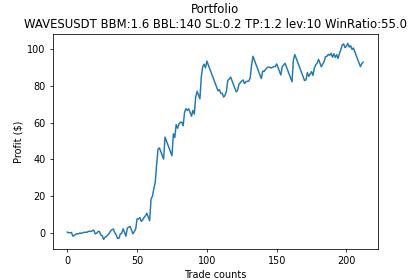 Portfolio
WAVESUSDT BBM:1.6 BBL:140 SL:0.2 TP:1.2 lev:10 WinRatio:55.0
100
80
60
40
20
0
Profit ($)
0 50 100 150 200
Trade counts